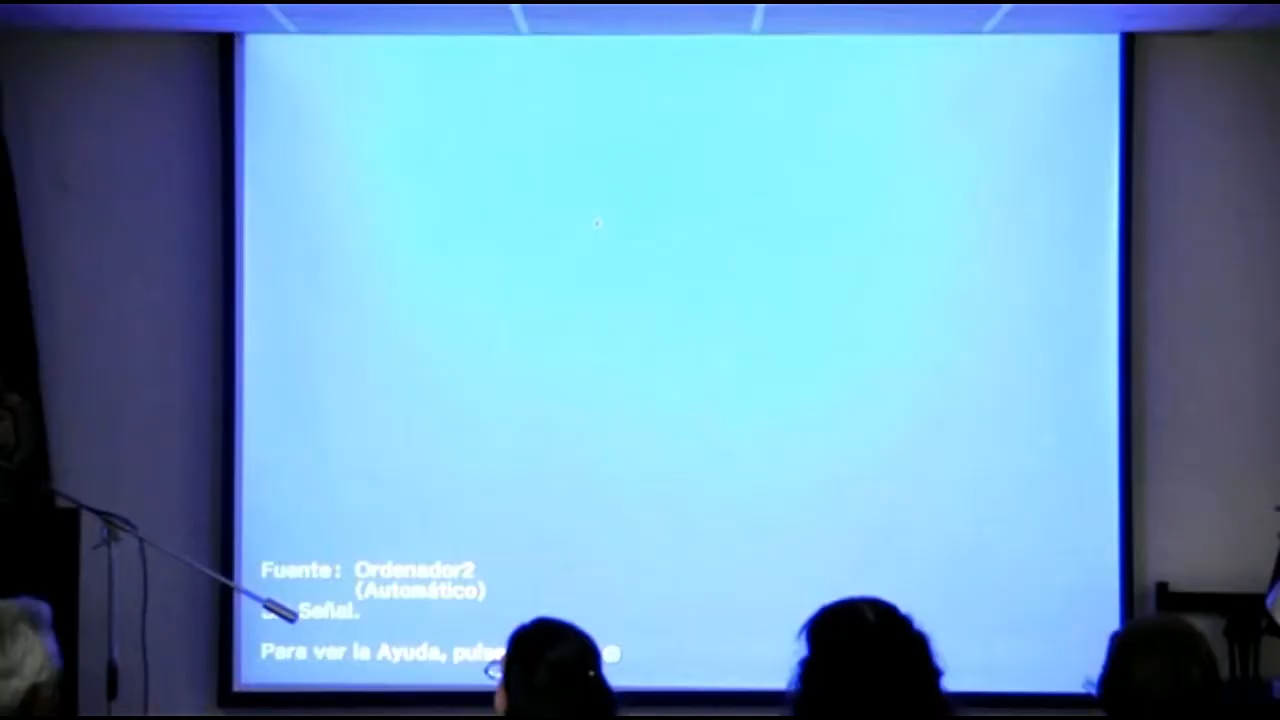 Fuente: Ordenador2
(Automático)
Señal.
Para ver la Ayuda,